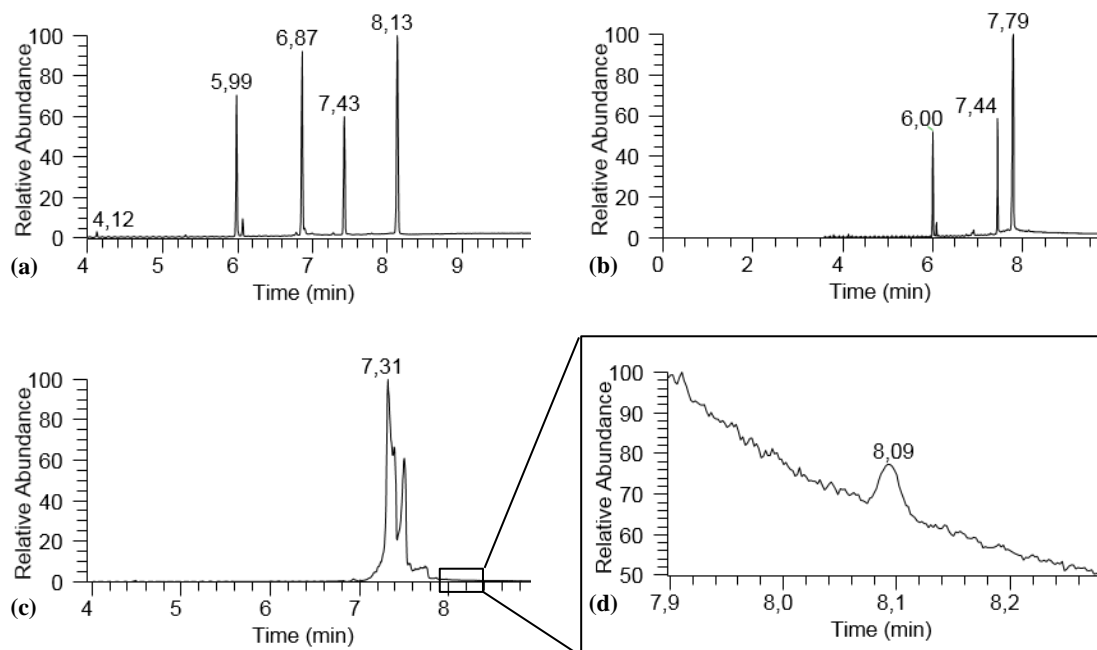 8,13
6,87
5,99
7,43
4,12
100
80
60
40
20
0
Relative Abundance
4 5 6 7 8 9
Time (min)
(a)
7,79
7,44
6,00
100
80
60
40
20
0
Relative Abundance
0 2 4 6 8
Time (min)
(b)
7,31
100
80
60
40
20
0
Relative Abundance
4 5 6 7 8
Time (min)
(c)
8,09
100
90
80
70
60
50
Relative Abundance
7,9 8,0 8,1 8,2
Time (min)
(d)